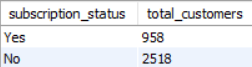 subscription_status total_customers
Yes 958
No 2518